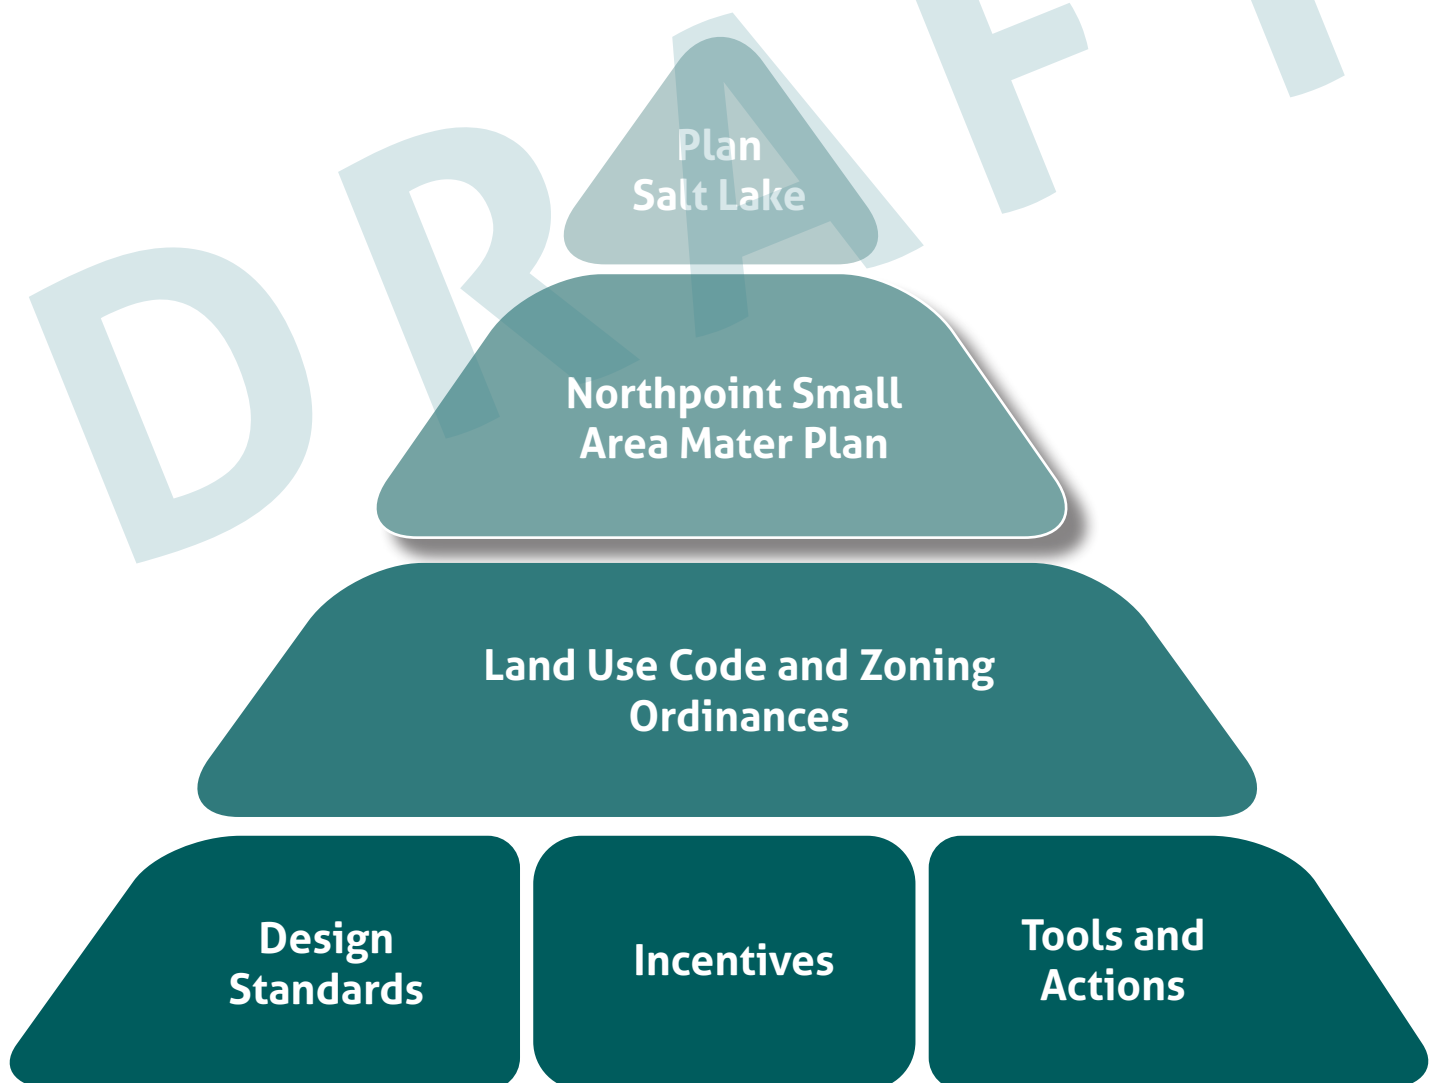 DRAFT
Plan
Salt Lake
Northpoint Small
Area Mater Plan
Land Use Code and Zoning
Ordinances
Design
Standards
Incentives
Tools and
Actions